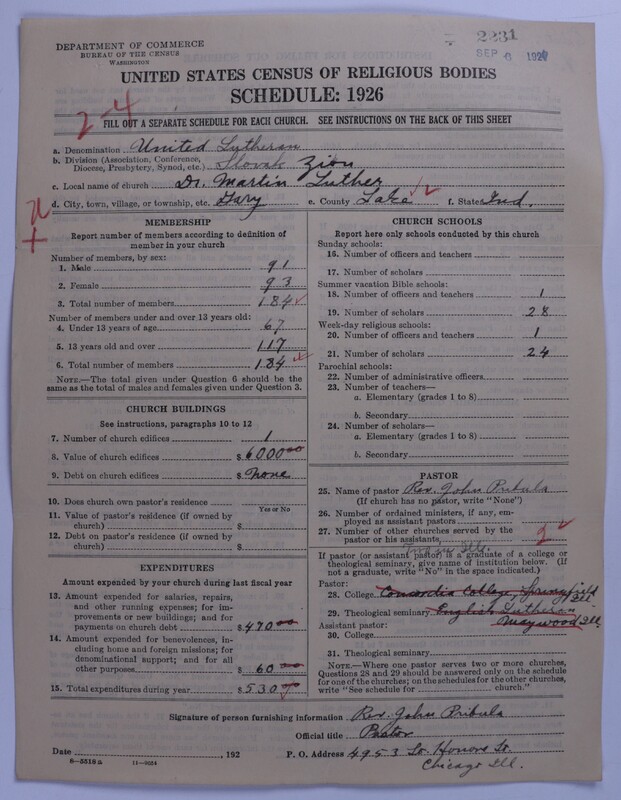 2231
SEP 8 192
DEPARTMENT OF COMMERCE
BUREAU OF THE CENSUS
WASHINGTON
UNITED STATES CENSUS OF RELIGIOUS BODIES
SCHEDULE: 1926
2-4
FILL OUT A SEPARATE SCHEDULE FOR EACH CHURCH. SEE INSTRUCTIONS ON THE BACK OF THIS SHEET
a. Denomination United Lutheran
b. Division (Association, Conference, Diocese, Presbytery, Synod, etc.) Slovak Zion
c. Local name of church Dr. Martin Luther
d. City, town, village, or township, etc. Gary e. County Lake f. State Ind.
MEMBERSHIP
Report number of members according to definition of
member in your church
Number of members, by sex:
1. Male 91
2. Female 93
3. Total number of members 184
Number of members under and over 13 years old:
4. Under 13 years of age 67
5. 13 years old and over 117
6. Total number of members 184
NOTE.—The total given under Question 6 should be the
same as the total of males and females given under Question 3.
CHURCH BUILDINGS
See instructions, paragraphs 10 to 12
7. Number of church edifices 1
8. Value of church edifices $ 6000.00
9. Debt on church edifices $ None
10. Does church own pastor's residence
Yes or No
11. Value of pastor's residence (if owned by
church) $
12. Debt on pastor's residence (if owned by
church) $
EXPENDITURES
Amount expended by your church during last fiscal year
13. Amount expended for salaries, repairs,
and other running expenses; for im-
provements or new buildings; and for
payments on church debt $ 470.00
14. Amount expended for benevolences, in-
cluding home and foreign missions; for
denominational support; and for all
other purposes $ 60.00
15. Total expenditures during year $ 530
CHURCH SCHOOLS
Report here only schools conducted by this church
Sunday schools:
16. Number of officers and teachers
17. Number of scholars
Summer vacation Bible schools:
18. Number of officers and teachers 1
19. Number of scholars 28
Week-day religious schools:
20. Number of officers and teachers 1
21. Number of scholars 24
Parochial schools:
22. Number of administrative officers
23. Number of teachers—
a. Elementary (grades 1 to 8)
b. Secondary
24. Number of scholars—
a. Elementary (grades 1 to 8)
b. Secondary
PASTOR
25. Name of pastor Rev. John Pribula
(If church has no pastor, write "None")
26. Number of ordained ministers, if any, em-
ployed as assistant pastors
27. Number of churches served by the
pastor or his assistants 2
If pastor (or assistant pastor) is a graduate of a college or
theological seminary, give name of institution below. (If
not a graduate, write "No" in the space indicated.)
Pastor:
28. College Concordia College, Springfield Ill.
29. Theological seminary English Lutheran
Maywood Ill.
Assistant pastor:
30. College
31. Theological seminary
NOTE.—Where one pastor serves two or more churches,
Questions 28 and 29 should be answered only on the schedule
for one of the churches; on the schedules for the other churches,
write "See schedule for church."
Signature of person furnishing information Rev. John Pribula
Official title Pastor
Date , 192 P. O. Address 4953 So. Honore St.
Chicago Ill.
8—5518 a 11—9024